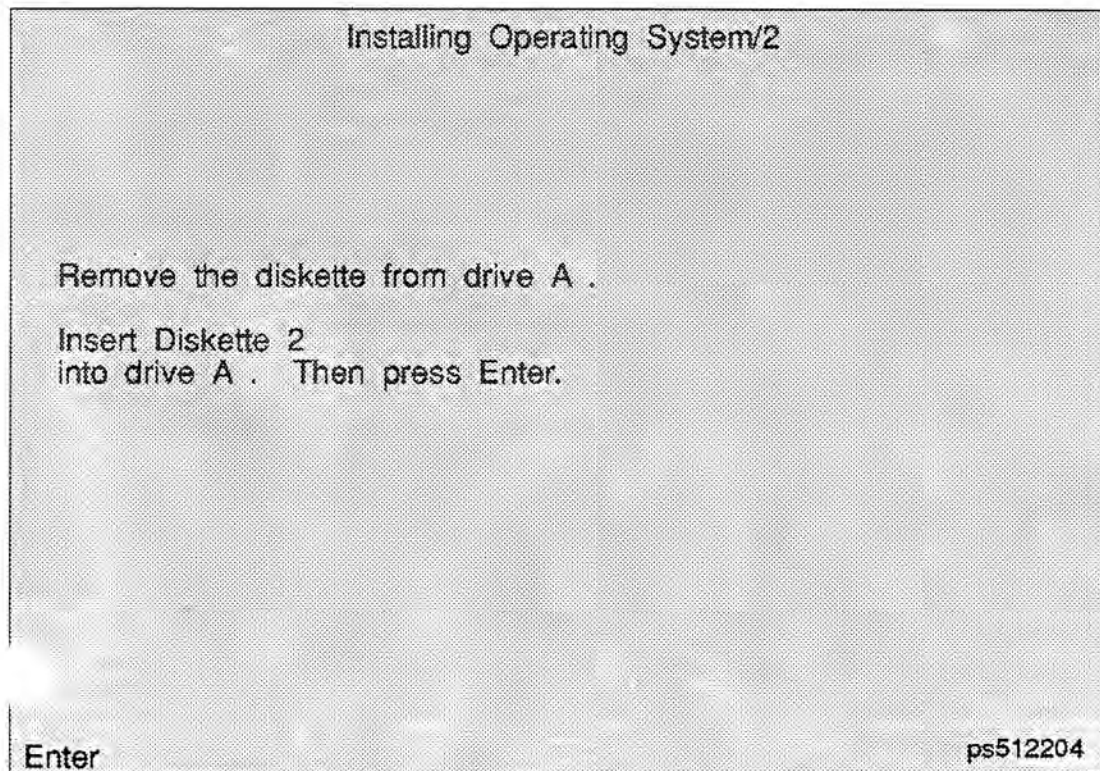 Installing Operating System/2
Remove the diskette from drive A .
Insert Diskette 2
into drive A . Then press Enter.
Enter
ps512204